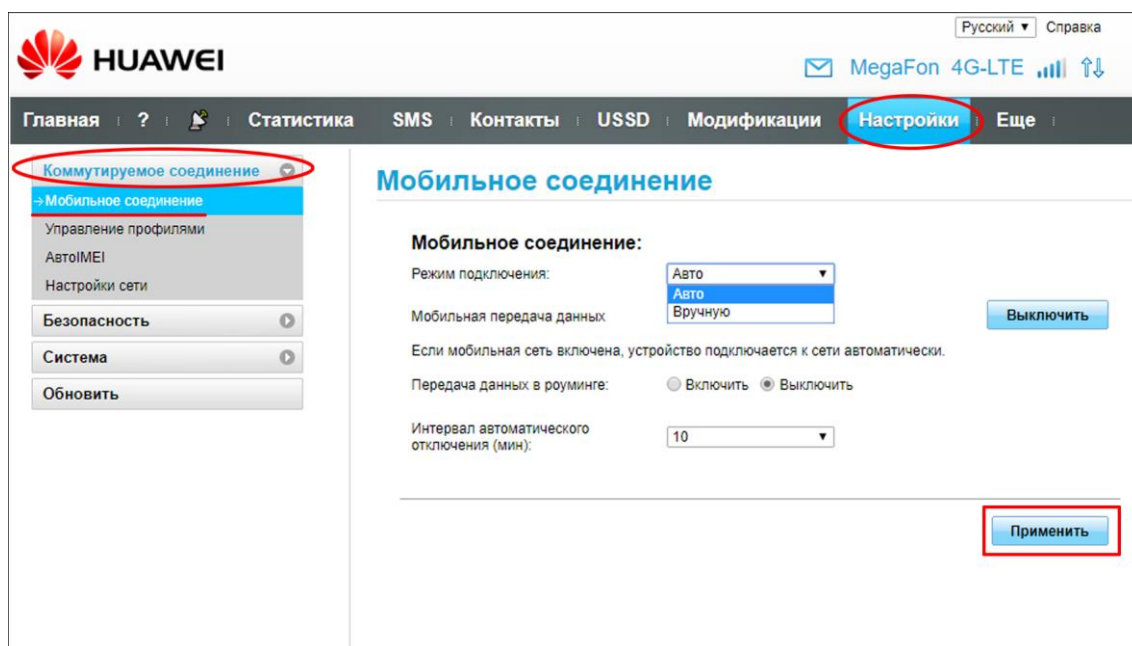 Русский Справка
HUAWEI
MegaFon 4G-LTE
Главная ? Статистика SMS Контакты USSD Модификации Настройки Еще
Коммутируемое соединение
→Мобильное соединение
Управление профилями
АвтоIMEI
Настройки сети
Безопасность
Система
Обновить
Мобильное соединение
Мобильное соединение:
Режим подключения: Авто
Авто
Вручную
Мобильная передача данных Выключить
Если мобильная сеть включена, устройство подключается к сети автоматически.
Передача данных в роуминге: Включить Выключить
Интервал автоматического
отключения (мин): 10
Применить